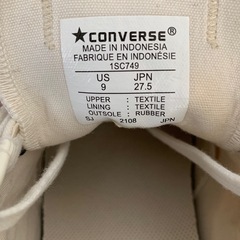 ★CONVERSE®
MADE IN INDONESIA
FABRIQUE EN INDONÉSIE
1SC749
US JPN
9 27.5
UPPER : TEXTILE
LINING : TEXTILE
OUTSOLE : RUBBER
SJ 2108 JPN